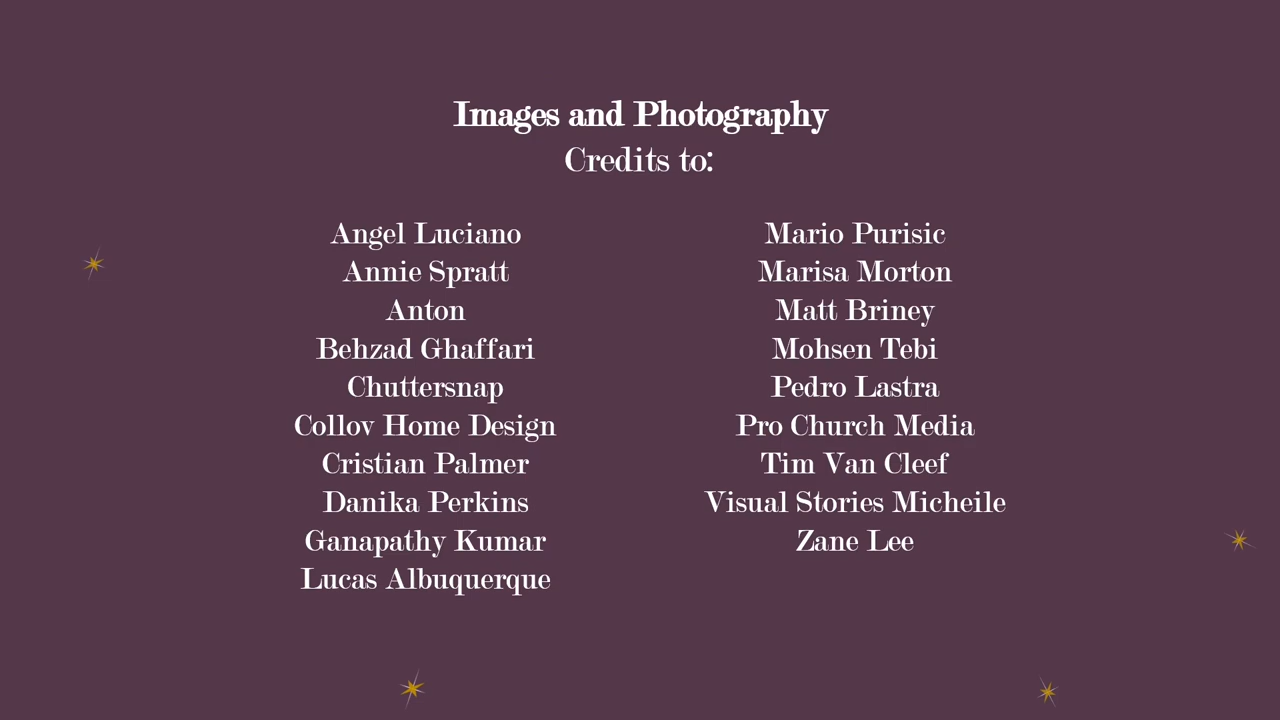 Images and Photography
Credits to:
Angel Luciano
Annie Spratt
Anton
Behzad Ghaffari
Chuttersnap
Collov Home Design
Cristian Palmer
Danika Perkins
Ganapathy Kumar
Lucas Albuquerque
Mario Purisic
Marisa Morton
Matt Briney
Mohsen Tebi
Pedro Lastra
Pro Church Media
Tim Van Cleef
Visual Stories Micheile
Zane Lee